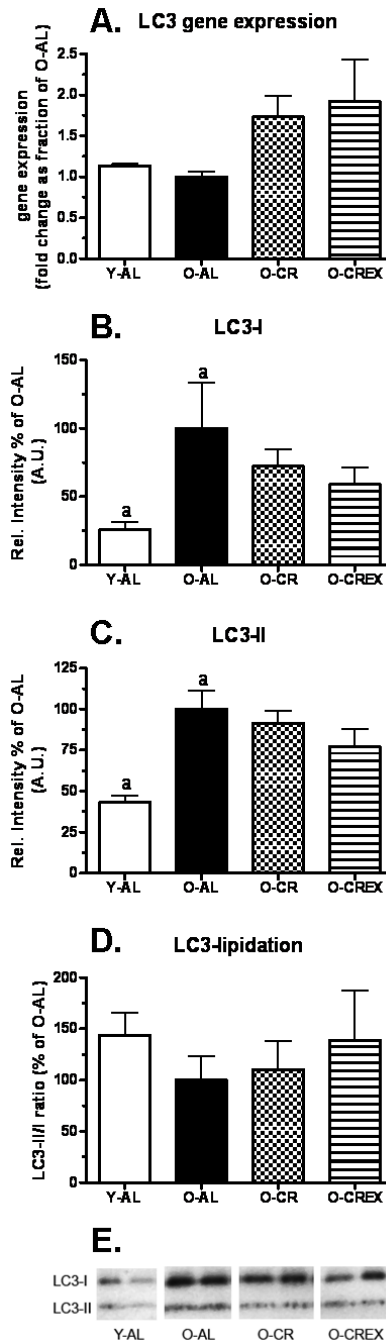 A. LC3 gene expression
gene expression
(fold change as fraction of O-AL)
2.5
2.0
1.5
1.0
0.5
0.0
Y-AL O-AL O-CR O-CREX
B. LC3-I
Rel. Intensity % of O-AL
(A.U.)
150
100
50
0
a
a
Y-AL O-AL O-CR O-CREX
C. LC3-II
Rel. Intensity % of O-AL
(A.U.)
125
100
75
50
25
0
a
a
Y-AL O-AL O-CR O-CREX
D. LC3-lipidation
LC3-II/I ratio (% of O-AL)
200
150
100
50
0
Y-AL O-AL O-CR O-CREX
E.
LC3-I
LC3-II
Y-AL O-AL O-CR O-CREX